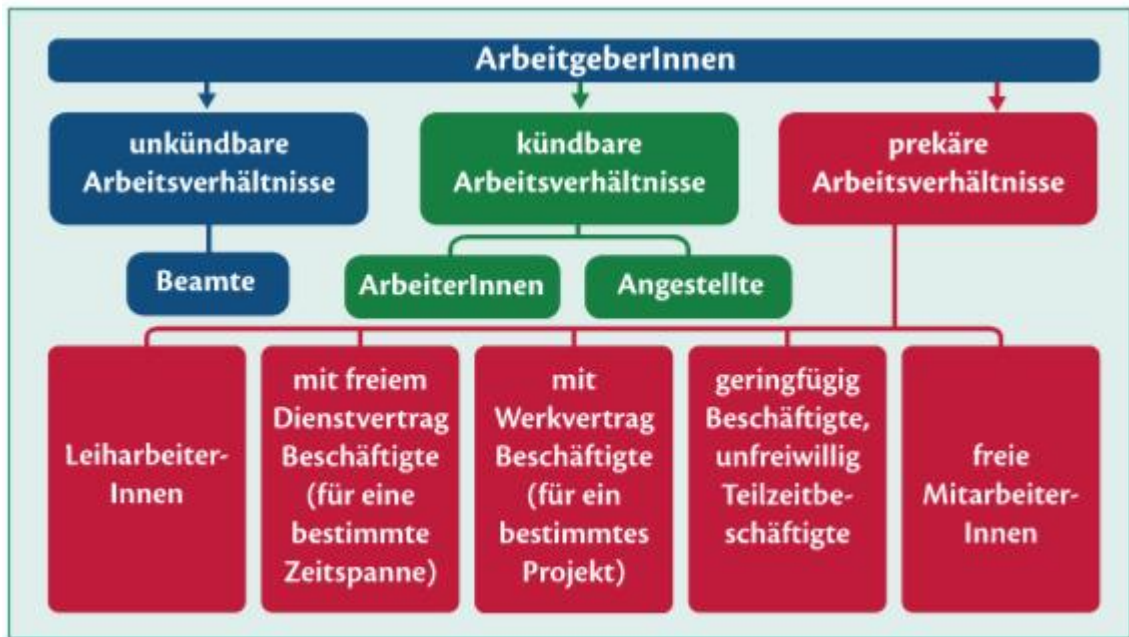 ArbeitgeberInnen
unkündbare
Arbeitsverhältnisse
kündbare
Arbeitsverhältnisse
prekäre
Arbeitsverhältnisse
Beamte
ArbeiterInnen
Angestellte
Leiharbeiter-
Innen
mit freiem
Dienstvertrag
Beschäftigte
(für eine
bestimmte
Zeitspanne)
mit
Werkvertrag
Beschäftigte
(für ein
bestimmtes
Projekt)
geringfügig
Beschäftigte,
unfreiwillig
Teilzeitbe-
schäftigte
freie
Mitarbeiter-
Innen